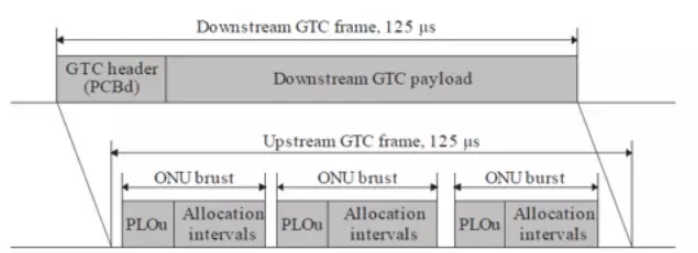 Downstream GTC frame, 125 μs
GTC header
(PCBd)
Downstream GTC payload
Upstream GTC frame, 125 μs
ONU brust
ONU brust
ONU burst
PLOu
Allocation
intervals
PLOu
Allocation
intervals
PLOu
Allocation
intervals